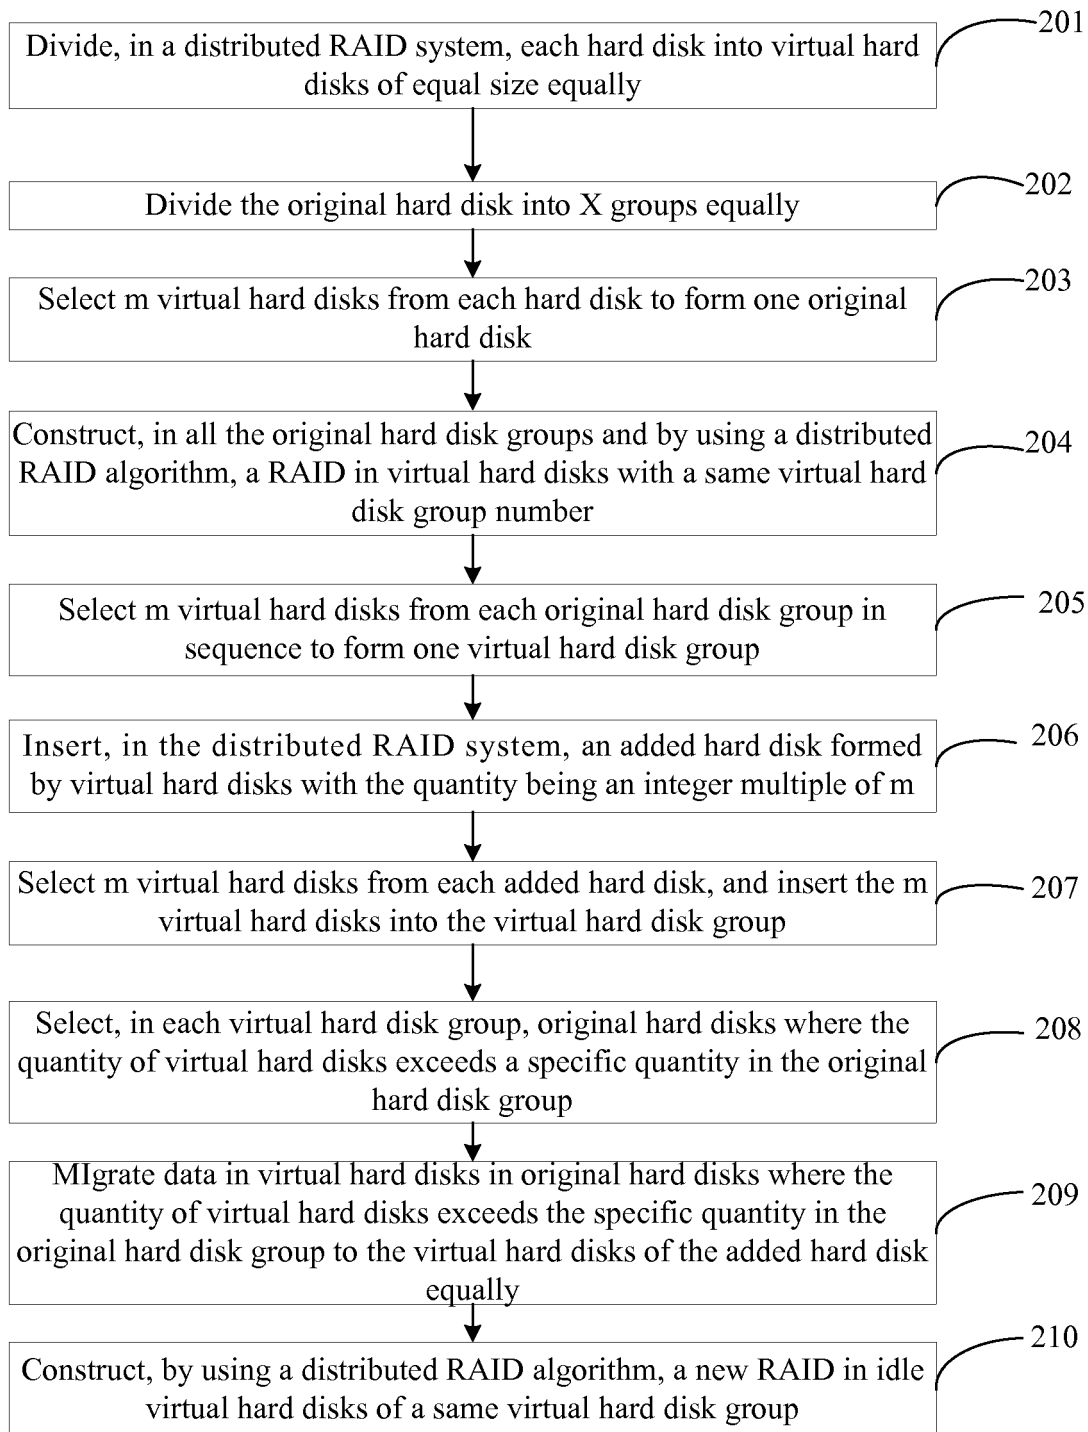 Divide, in a distributed RAID system, each hard disk into virtual hard
disks of equal size equally
201
Divide the original hard disk into X groups equally
202
Select m virtual hard disks from each hard disk to form one original
hard disk
203
Construct, in all the original hard disk groups and by using a distributed
RAID algorithm, a RAID in virtual hard disks with a same virtual hard
disk group number
204
Select m virtual hard disks from each original hard disk group in
sequence to form one virtual hard disk group
205
Insert, in the distributed RAID system, an added hard disk formed
by virtual hard disks with the quantity being an integer multiple of m
206
Select m virtual hard disks from each added hard disk, and insert the m
virtual hard disks into the virtual hard disk group
207
Select, in each virtual hard disk group, original hard disks where the
quantity of virtual hard disks exceeds a specific quantity in the original
hard disk group
208
MIgrate data in virtual hard disks in original hard disks where the
quantity of virtual hard disks exceeds the specific quantity in the
original hard disk group to the virtual hard disks of the added hard disk
equally
209
Construct, by using a distributed RAID algorithm, a new RAID in idle
virtual hard disks of a same virtual hard disk group
210